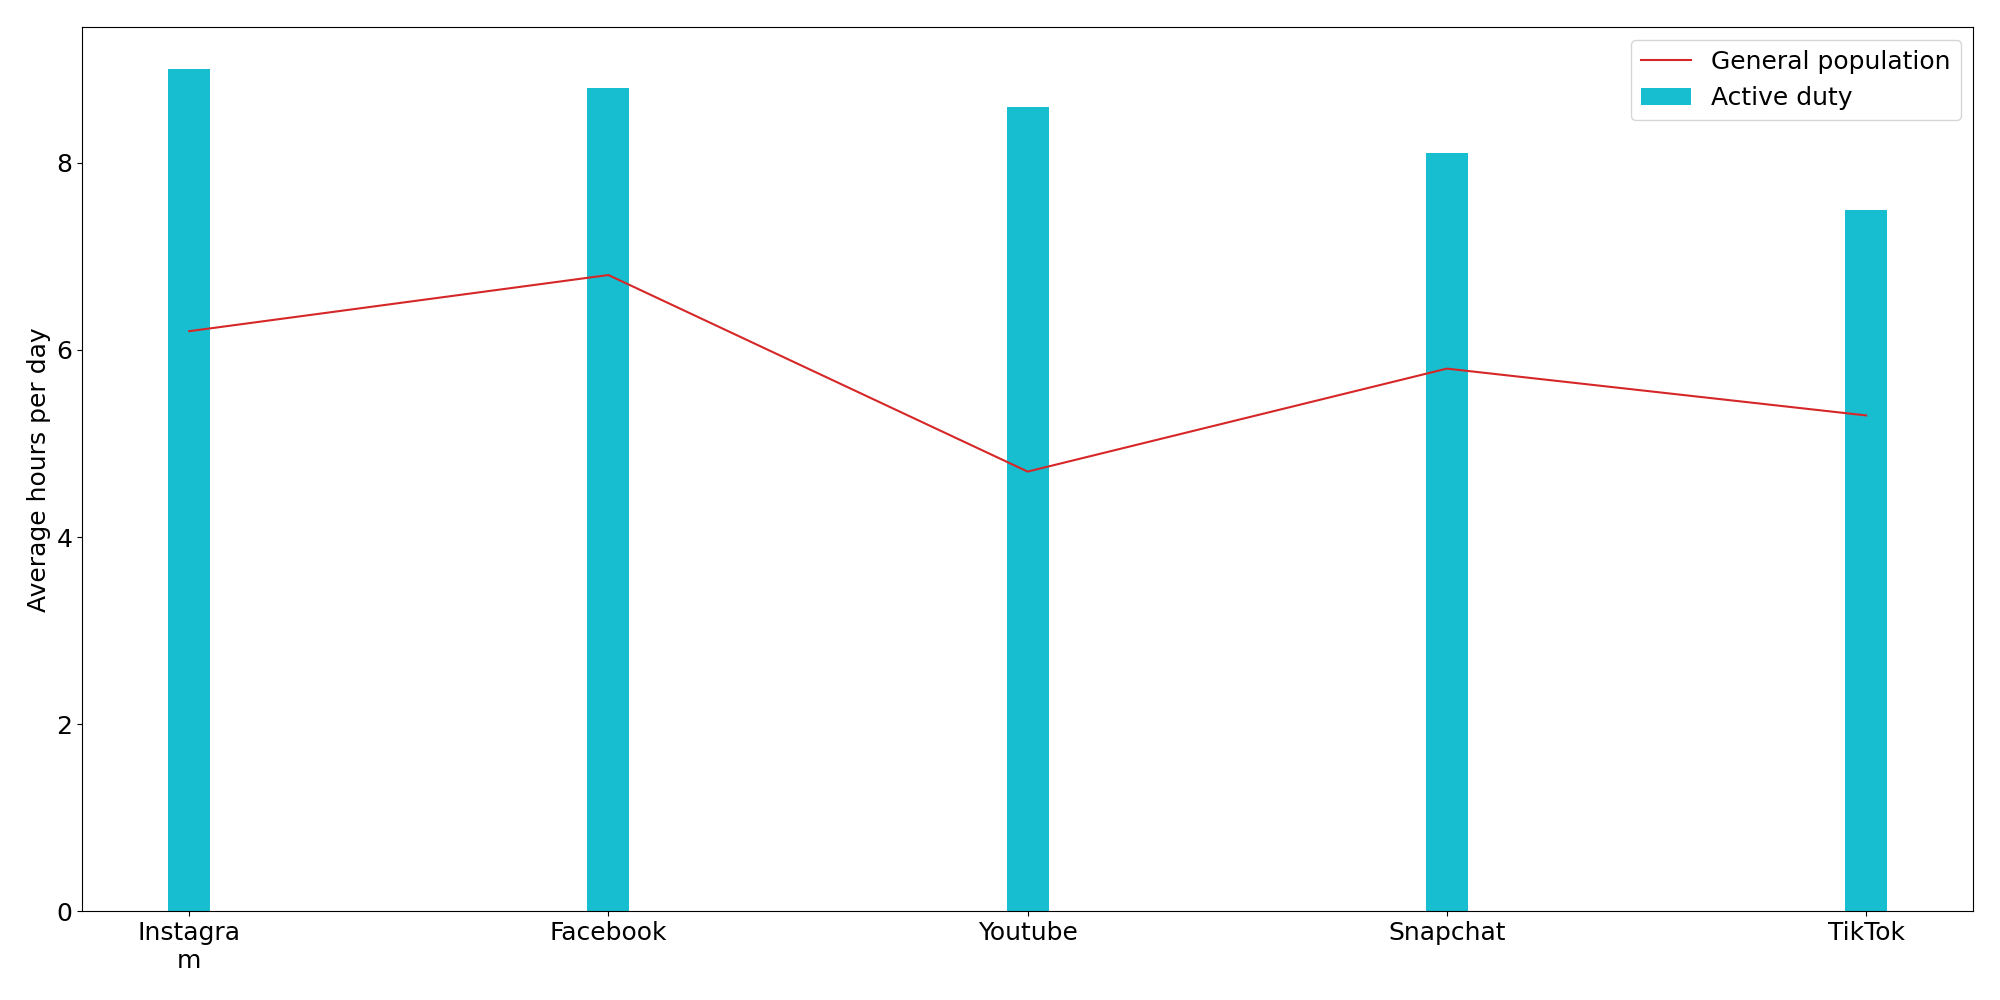 General population
Active duty
Average hours per day
8
6
4
2
0
Instagra
m
Facebook
Youtube
Snapchat
TikTok